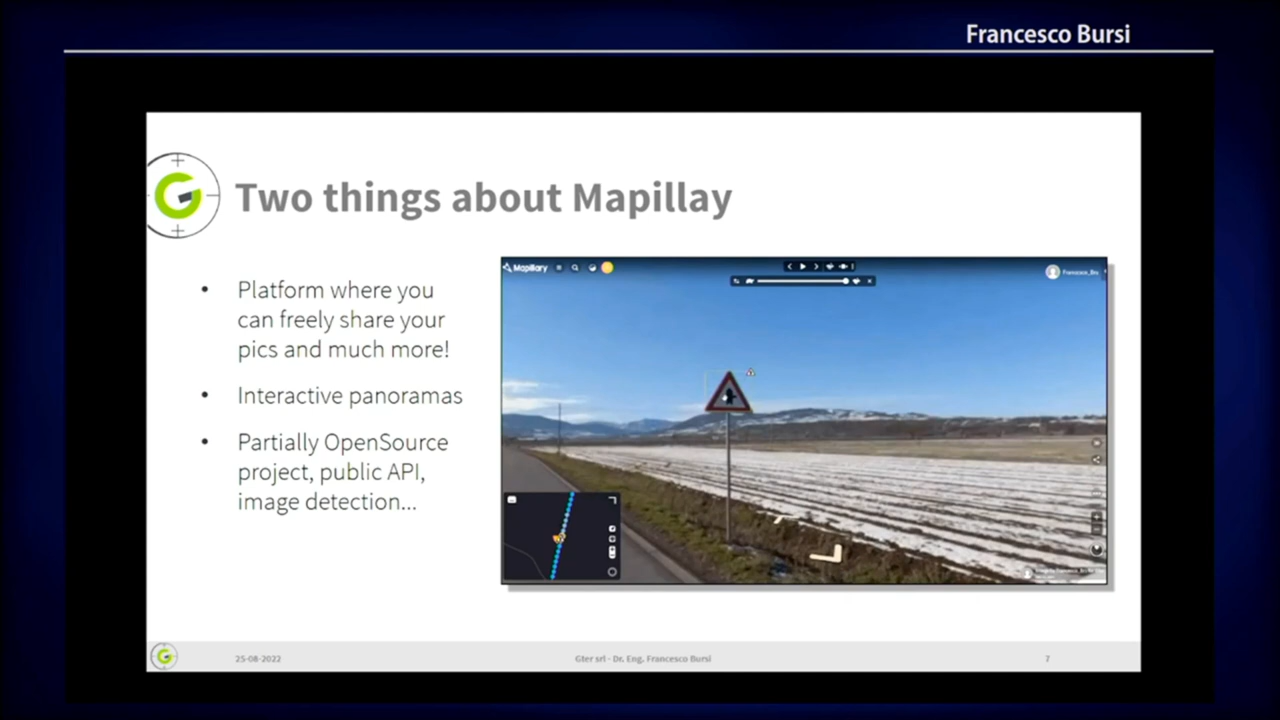 Francesco Bursi
Two things about Mapillay
• Platform where you
can freely share your
pics and much more!
• Interactive panoramas
• Partially OpenSource
project, public API,
image detection...
Mapillary
Francesco_Bu
25-08-2022
Gter srl - Dr. Eng. Francesco Bursi
7